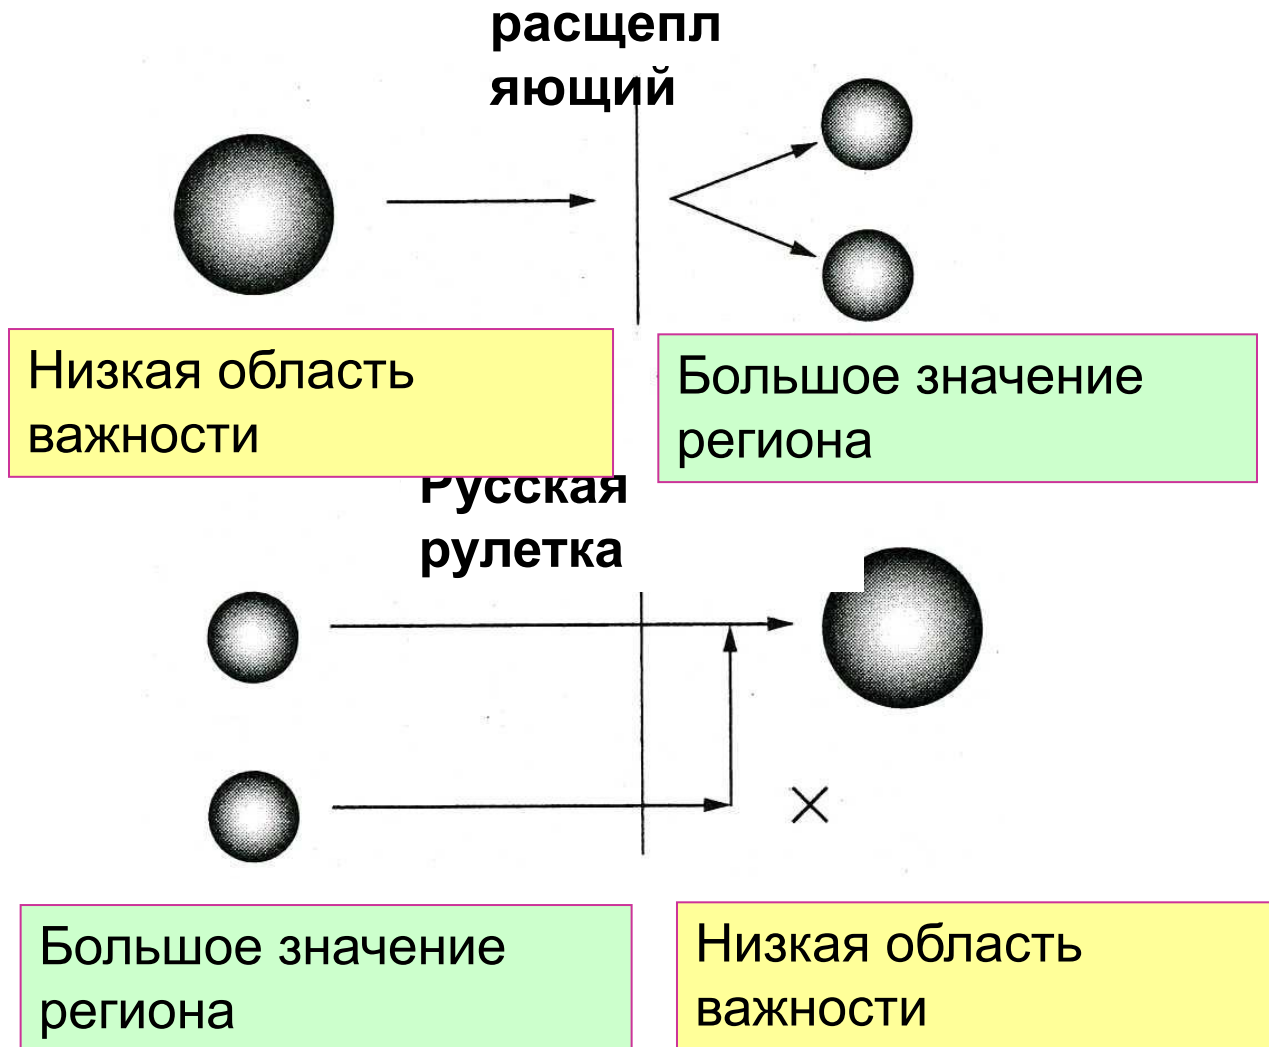 расщепл
яющий
Низкая область
важности
Большое значение
региона
Русская
рулетка
Большое значение
региона
Низкая область
важности